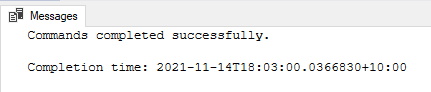 Messages
Commands completed successfully.
Completion time: 2021-11-14T18:03:00.0366830+10:00